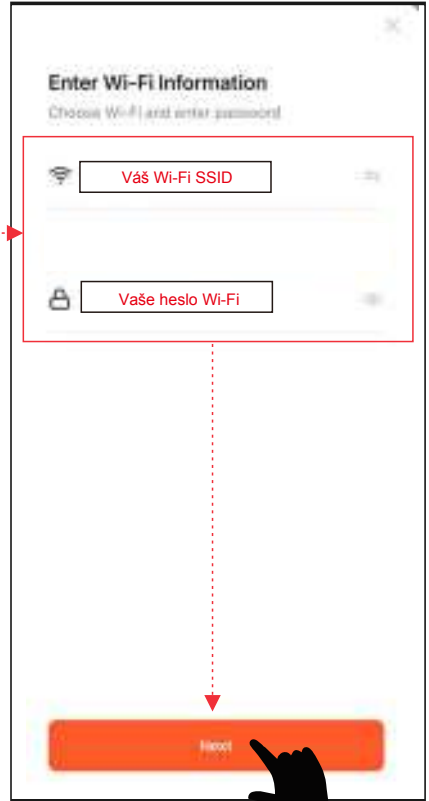 Enter Wi-Fi Information
Choose Wi-Fi and enter password
Váš Wi-Fi SSID
Vaše heslo Wi-Fi
Next